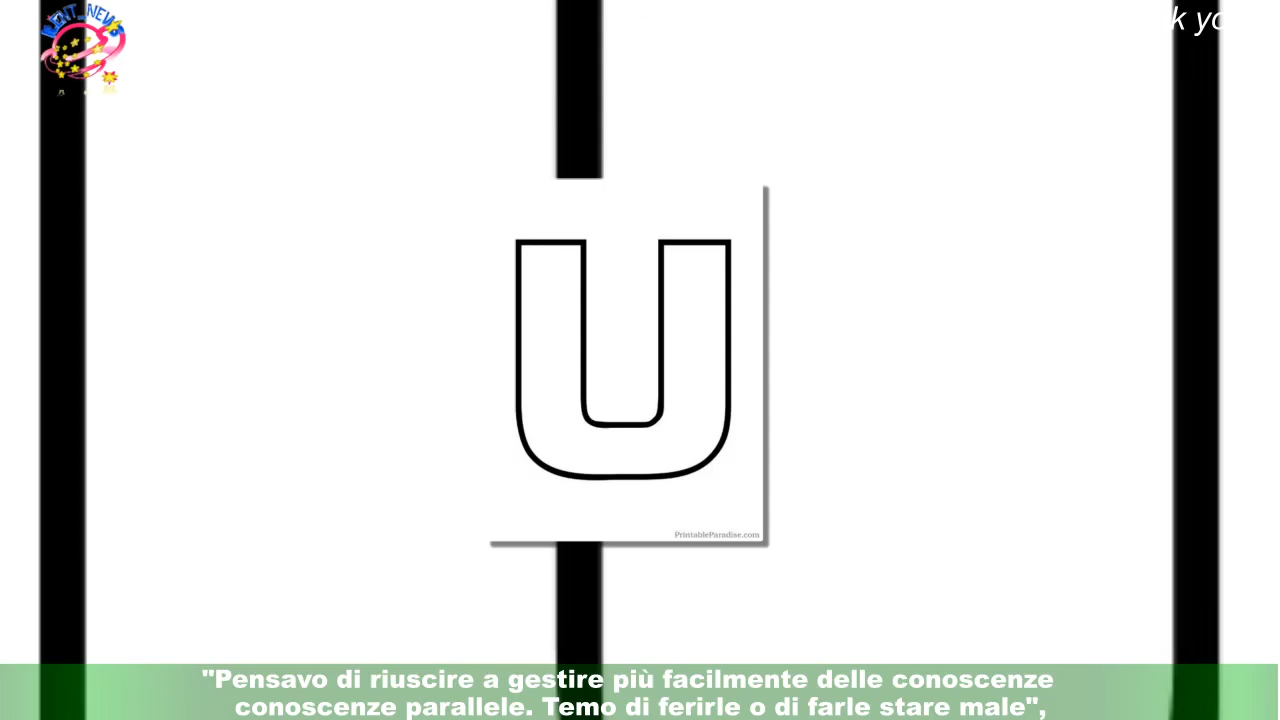 k yo
U
PrintableParadise.com
"Pensavo di riuscire a gestire più facilmente delle conoscenze
conoscenze parallele. Temo di ferirle o di farle stare male",